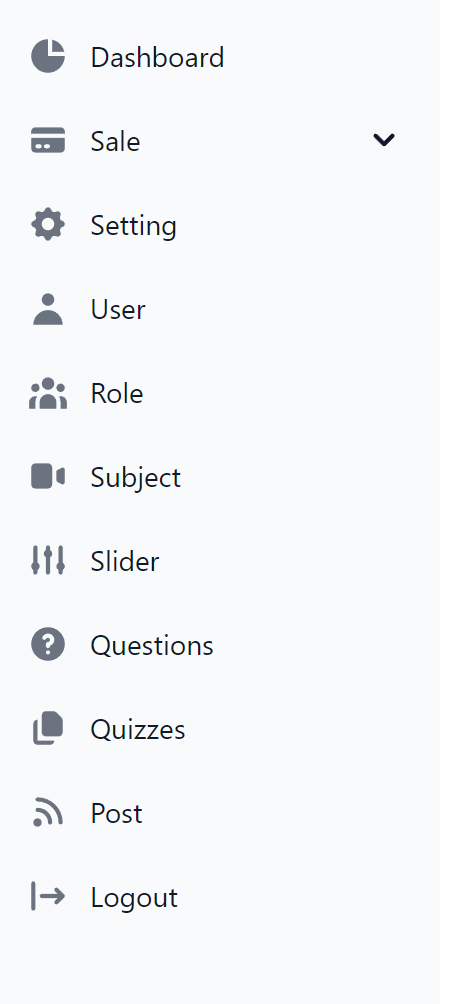 Dashboard
Sale
Setting
User
Role
Subject
Slider
Questions
Quizzes
Post
Logout